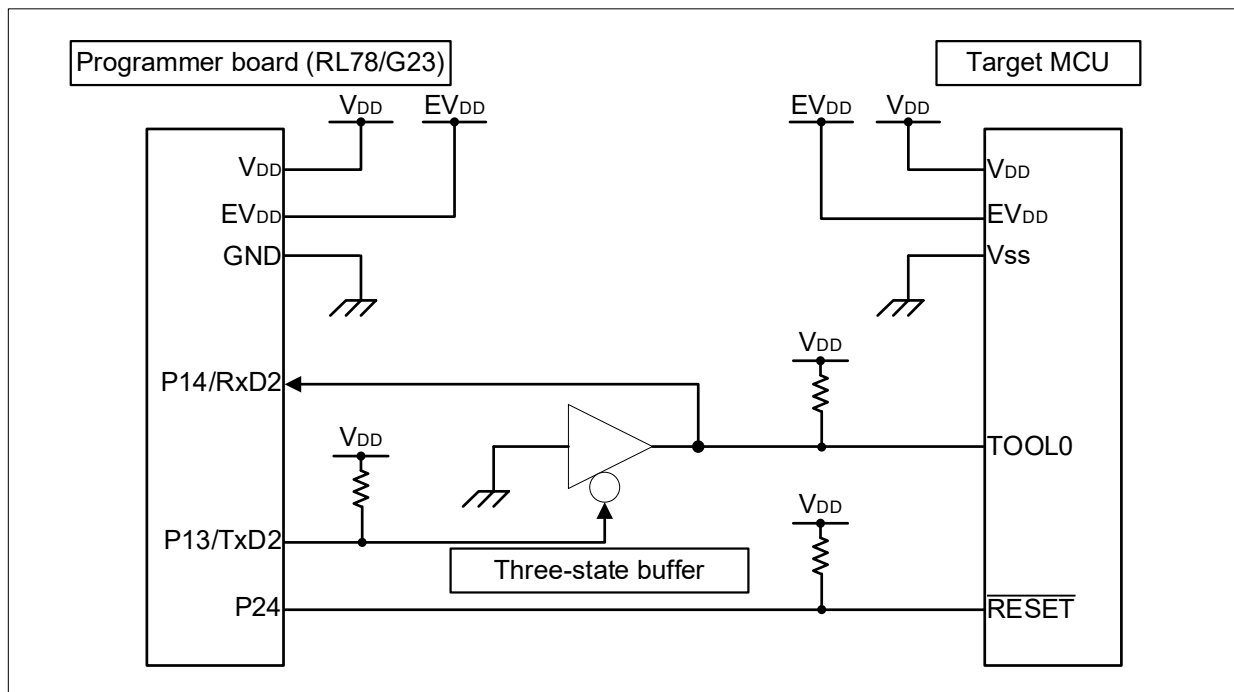 Programmer board (RL78/G23)
Target MCU
VDD
EVDD
EVDD
VDD
VDD
VDD
EVDD
EVDD
GND
Vss
VDD
P14/RxD2
VDD
TOOL0
VDD
P13/TxD2
Three-state buffer
P24
RESET